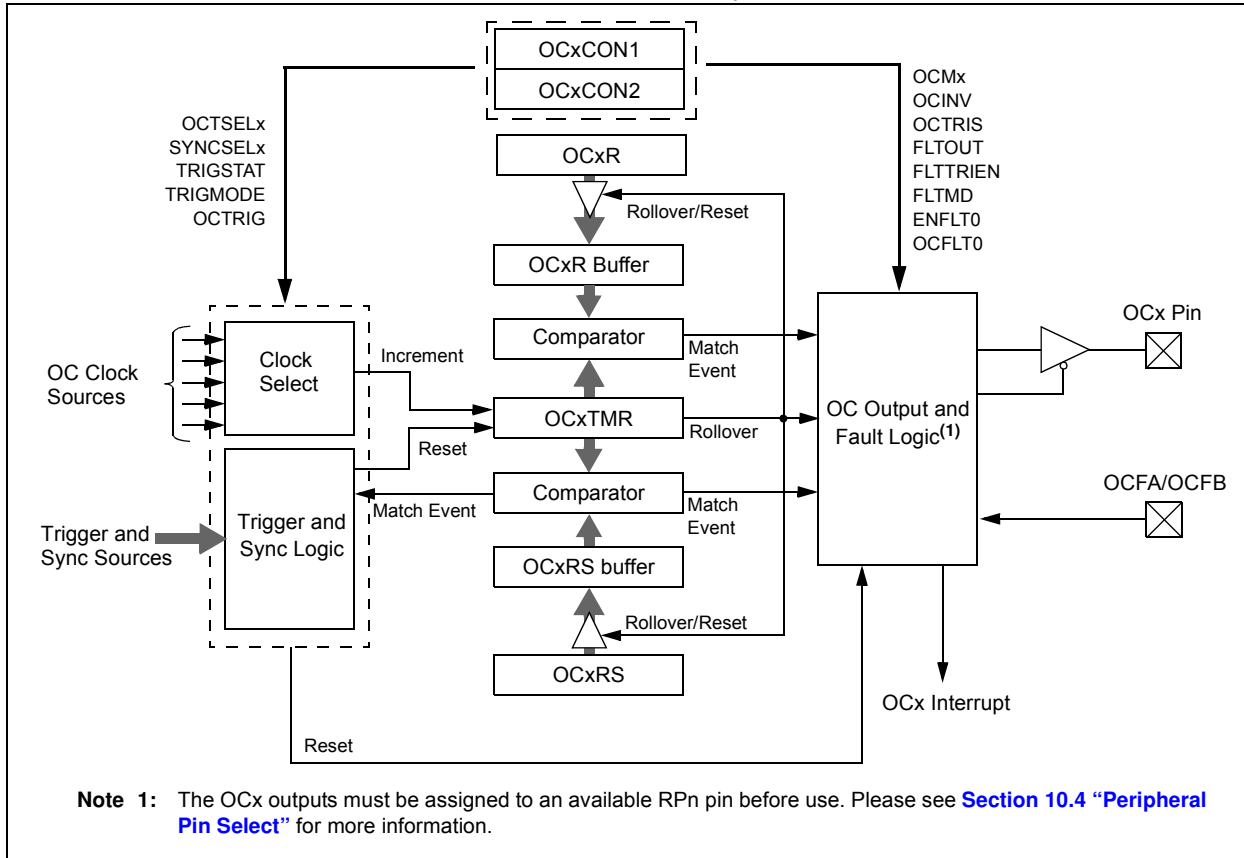 OCxCON1
OCxCON2
OCMx
OCINV
OCTRIS
FLTOUT
FLTTRIEN
FLTMD
ENFLT0
OCFLT0
OCTSELx
SYNCSELx
TRIGSTAT
TRIGMODE
OCTRIG
OCxR
Rollover/Reset
OCxR Buffer
OCx Pin
Comparator
Match
Event
Clock
Select
Increment
OC Clock
Sources
OCxTMR
Rollover
OC Output and
Fault Logic(1)
Reset
OCFA/OCFB
Comparator
Match Event
Match
Event
Trigger and
Sync Logic
Trigger and
Sync Sources
OCxRS buffer
Rollover/Reset
OCxRS
OCx Interrupt
Reset
Note 1: The OCx outputs must be assigned to an available RPn pin before use. Please see Section 10.4 “Peripheral
Pin Select” for more information.